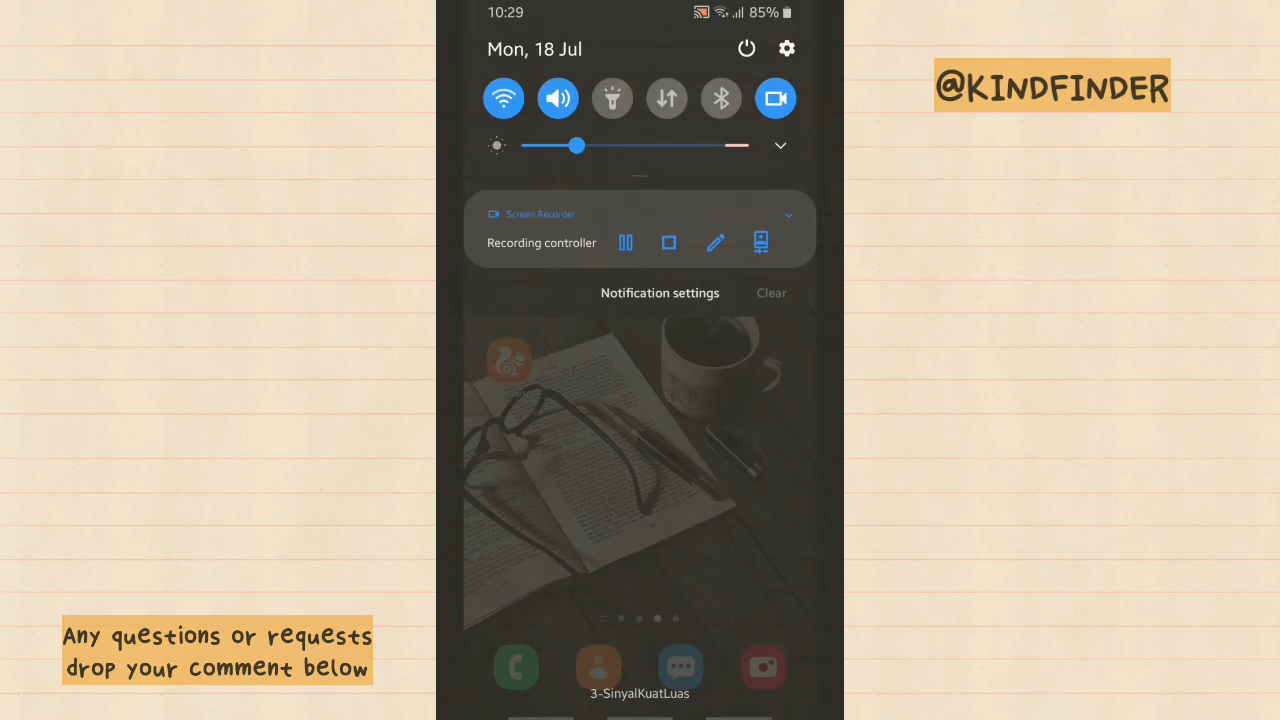 10:29
85%
Mon, 18 Jul
@KINDFINDER
Screen Recorder
Recording controller
Notification settings
Clear
Any questions or requests
drop your comment below
3-SinyalKuatLuas